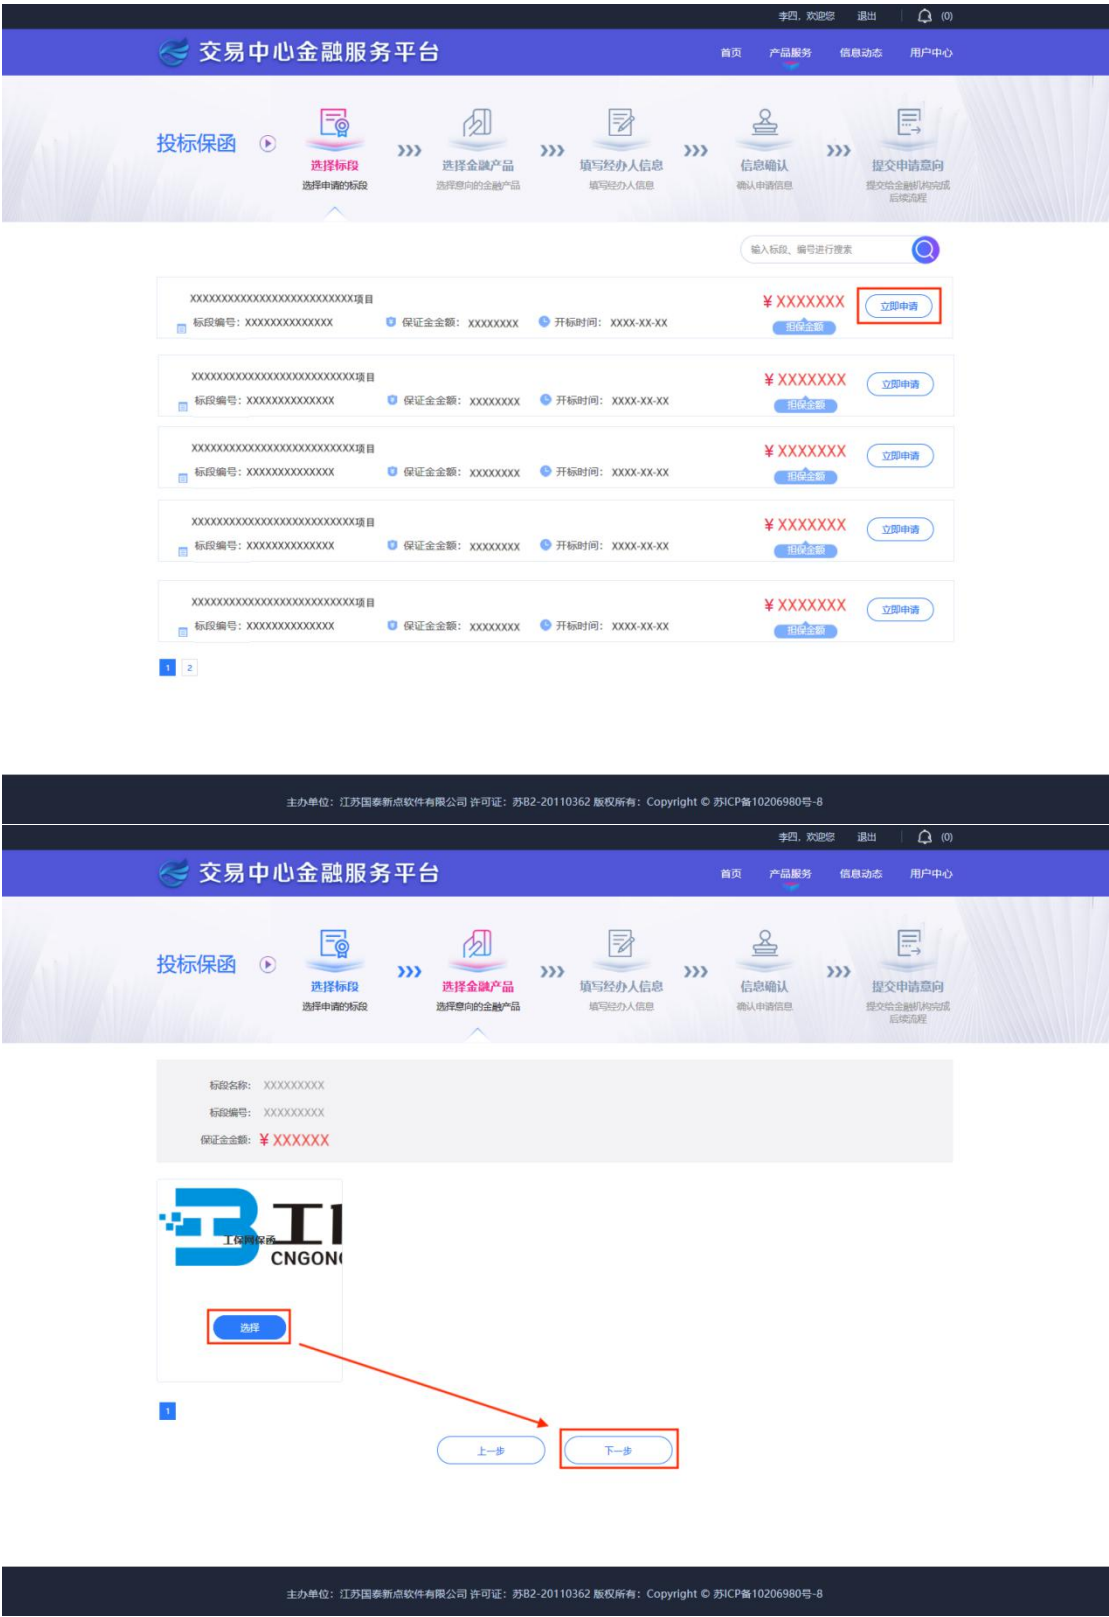 李四，欢迎您 退出 (0)
交易中心金融服务平台 首页 产品服务 信息动态 用户中心
投标保函
选择标段 选择金融产品 填写经办人信息 信息确认 提交申请意向
选择申请的标段 选择意向的金融产品 填写经办人信息 确认申请信息 提交给金融机构完成
后续流程
输入标段、编号进行搜素
XXXXXXXXXXXXXXXXXXXXXXXXXX项目 ¥ XXXXXXX 立即申请
标段编号：XXXXXXXXXXXXXX 保证金金额：XXXXXXXX 开标时间：XXXX-XX-XX 担保金额
XXXXXXXXXXXXXXXXXXXXXXXXXX项目 ¥ XXXXXXX 立即申请
标段编号：XXXXXXXXXXXXXX 保证金金额：XXXXXXXX 开标时间：XXXX-XX-XX 担保金额
XXXXXXXXXXXXXXXXXXXXXXXXXX项目 ¥ XXXXXXX 立即申请
标段编号：XXXXXXXXXXXXXX 保证金金额：XXXXXXXX 开标时间：XXXX-XX-XX 担保金额
XXXXXXXXXXXXXXXXXXXXXXXXXX项目 ¥ XXXXXXX 立即申请
标段编号：XXXXXXXXXXXXXX 保证金金额：XXXXXXXX 开标时间：XXXX-XX-XX 担保金额
XXXXXXXXXXXXXXXXXXXXXXXXXX项目 ¥ XXXXXXX 立即申请
标段编号：XXXXXXXXXXXXXX 保证金金额：XXXXXXXX 开标时间：XXXX-XX-XX 担保金额
1 2
主办单位：江苏国泰新点软件有限公司 许可证：苏B2-20110362 版权所有：Copyright © 苏ICP备10206980号-8
李四，欢迎您 退出 (0)
交易中心金融服务平台 首页 产品服务 信息动态 用户中心
投标保函
选择标段 选择金融产品 填写经办人信息 信息确认 提交申请意向
选择申请的标段 选择意向的金融产品 填写经办人信息 确认申请信息 提交给金融机构完成
后续流程
标段名称：XXXXXXXXX
标段编号：XXXXXXXXX
保证金金额：¥ XXXXXX
工保网保函
CNGON
选择
1
上一步 下一步
主办单位：江苏国泰新点软件有限公司 许可证：苏B2-20110362 版权所有：Copyright © 苏ICP备10206980号-8